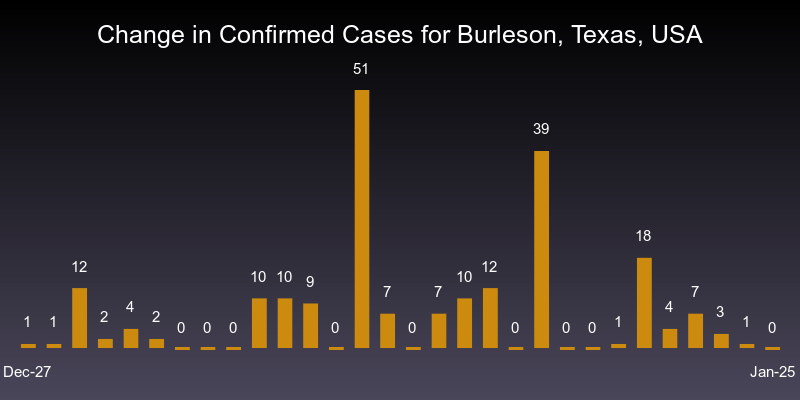 Change in Confirmed Cases for Burleson, Texas, USA
51
39
18
12
10 10 9 10 12
1 1 2 4 2 0 0 0 0 7 0 7 0 0 0 1 4 7 3 1 0
Dec-27 Jan-25